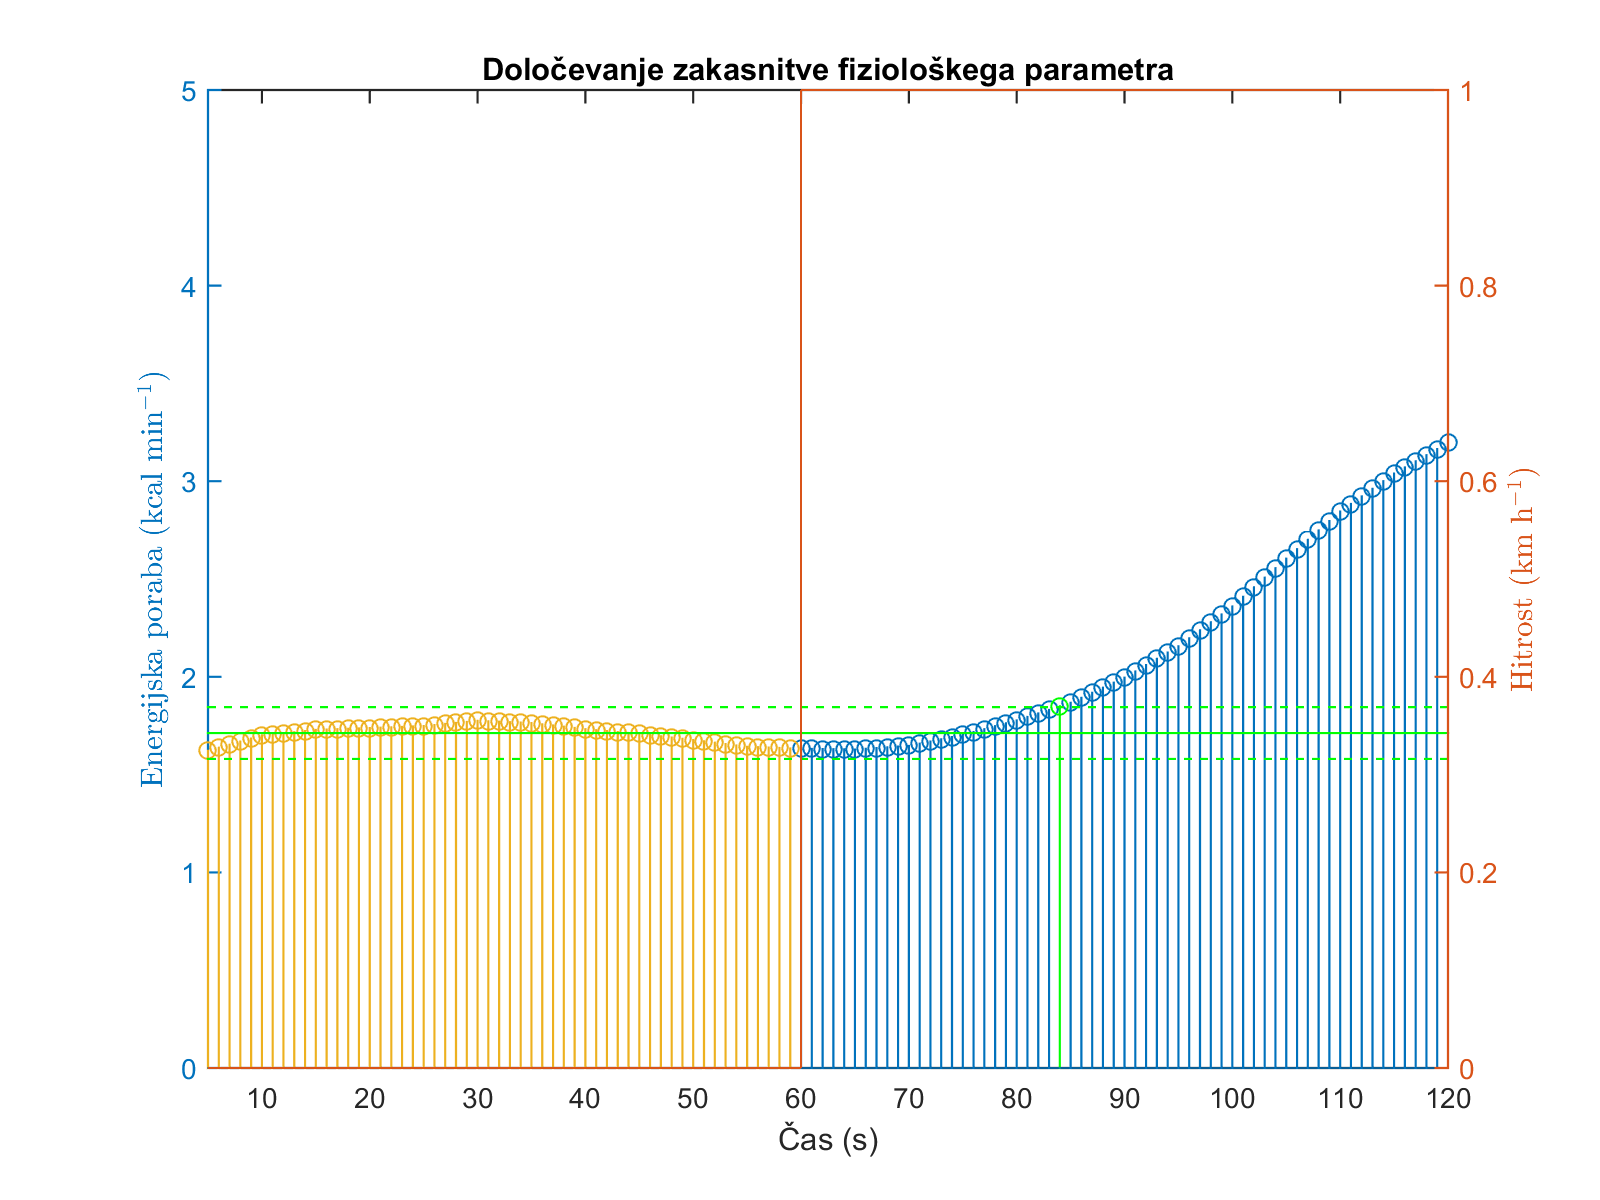 Določevanje zakasnitve fiziološkega parametra
5
4
3
2
1
0
Energijska poraba (kcal min⁻¹)
1
0.8
0.6
0.4
0.2
0
Hitrost (km h⁻¹)
10 20 30 40 50 60 70 80 90 100 110 120
Čas (s)